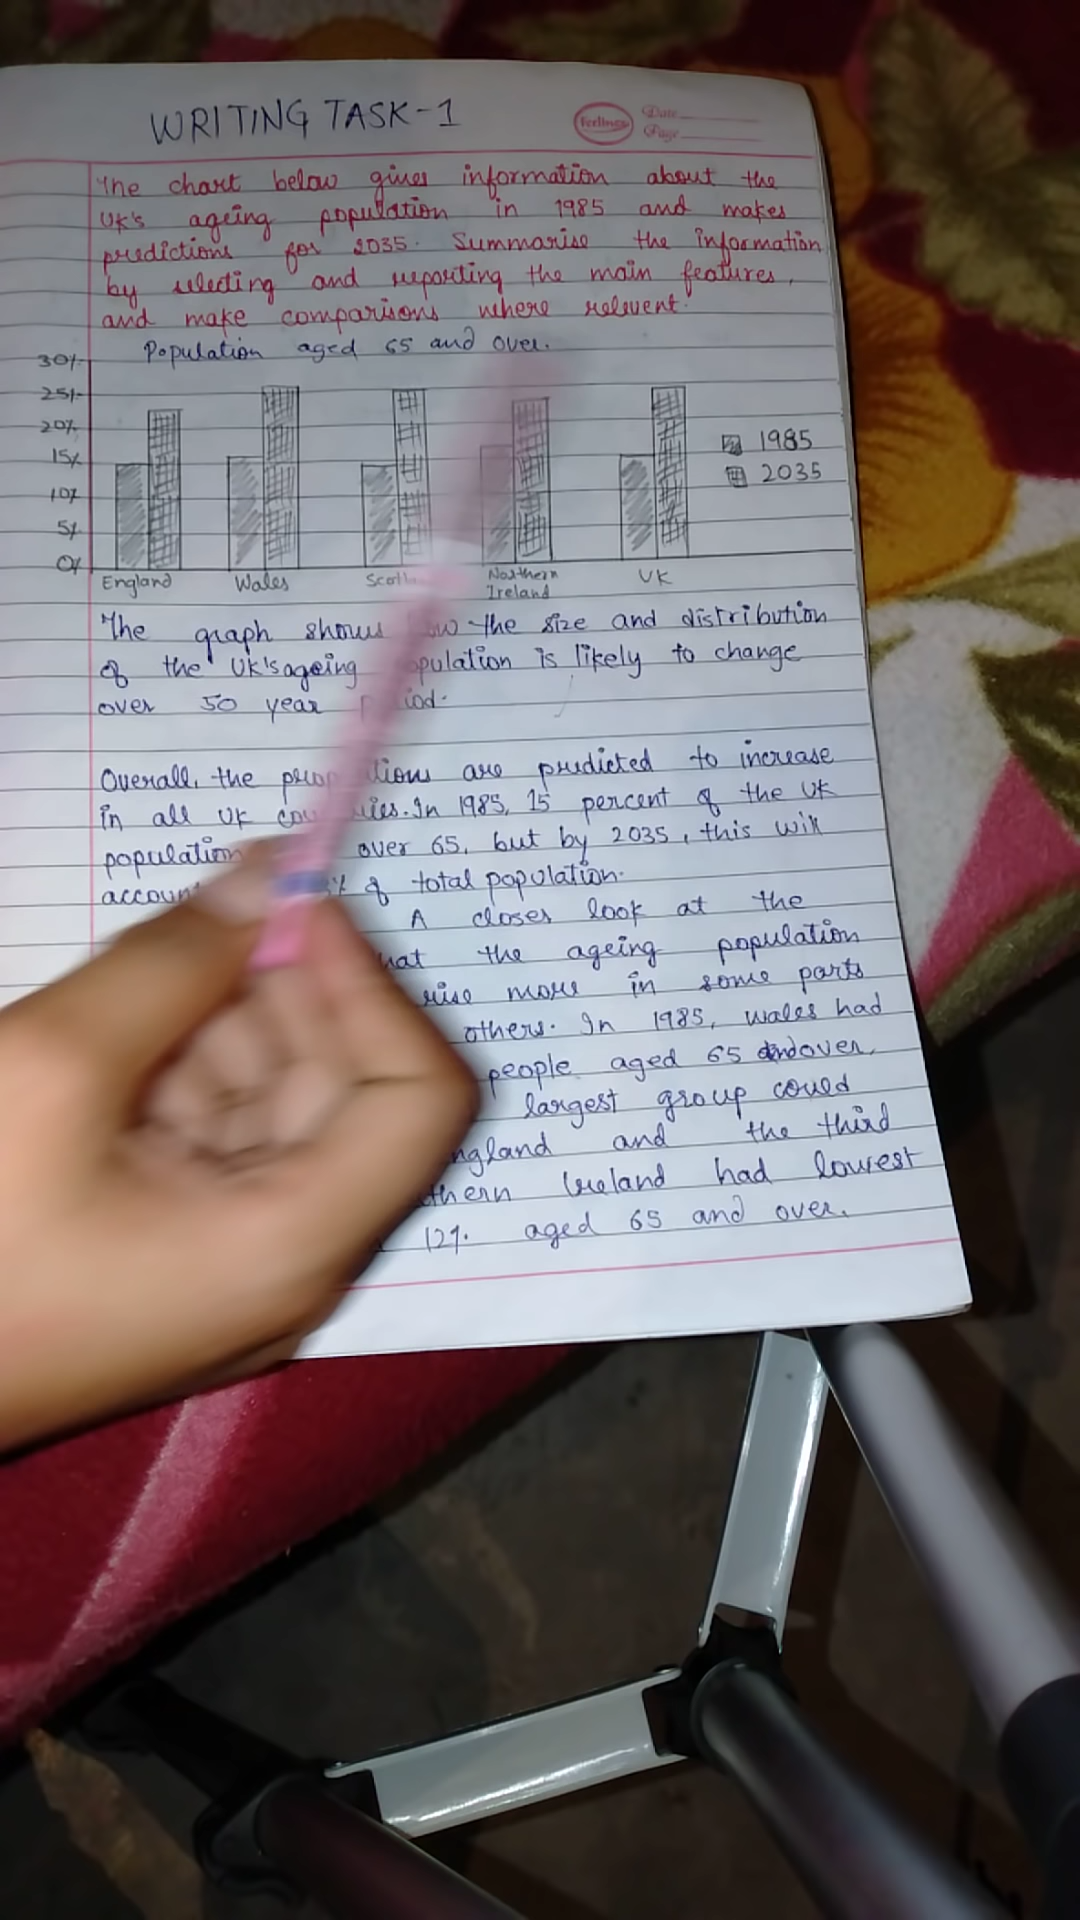 WRITING TASK-1
Feelings
Date
Page
The chart below gives information about the
UK's ageing population in 1985 and makes
predictions for 2035. Summarise the information
by selecting and reporting the main features,
and make comparisons where relevent.
Population aged 65 and over.
30%
25%
20%
15%
10%
5%
0%
1985
2035
England
Wales
Northern
Ireland
UK
The graph shows the size and distribution
of the UK's ageing is likely to change
over 50 year
Overall, the are predicted to increase
in all UK In 1985, 15 percent of the UK
population over 65, but by 2035, this will
of total population.
A closes look at the
the ageing population
rise more in some parts
others. In 1985, wales had
people aged 65 and over,
largest group could
and the third
Ireland had lowest
12% aged 65 and over.